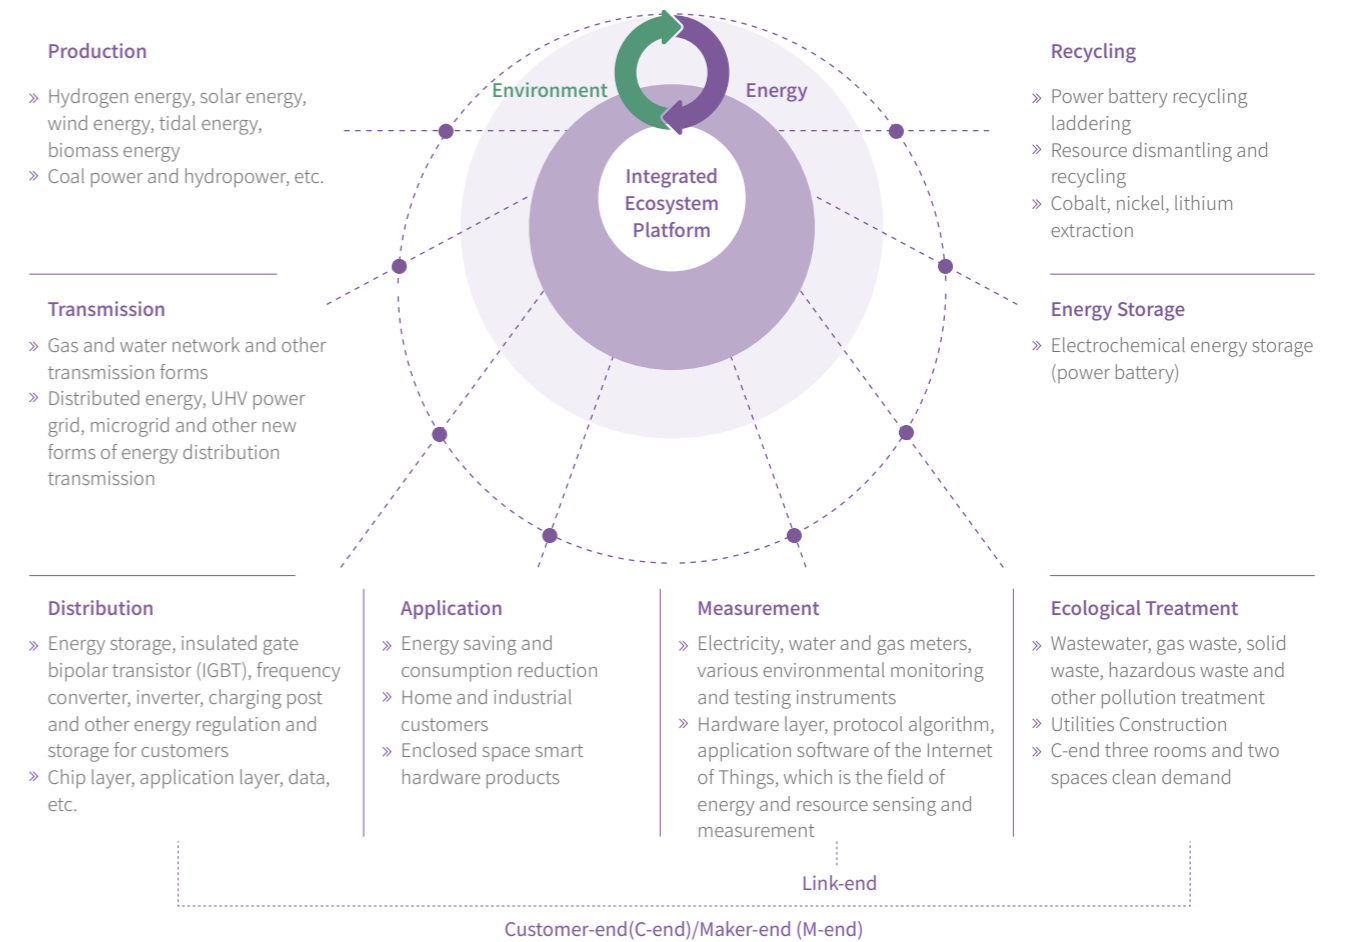 Production
» Hydrogen energy, solar energy,
wind energy, tidal energy,
biomass energy
» Coal power and hydropower, etc.
Environment
Energy
Integrated
Ecosystem
Platform
Recycling
» Power battery recycling
laddering
» Resource dismantling and
recycling
» Cobalt, nickel, lithium
extraction
Transmission
» Gas and water network and other
transmission forms
» Distributed energy, UHV power
grid, microgrid and other new
forms of energy distribution
transmission
Energy Storage
» Electrochemical energy storage
(power battery)
Distribution
» Energy storage, insulated gate
bipolar transistor (IGBT), frequency
converter, inverter, charging post
and other energy regulation and
storage for customers
» Chip layer, application layer, data,
etc.
Application
» Energy saving and
consumption reduction
» Home and industrial
customers
» Enclosed space smart
hardware products
Measurement
» Electricity, water and gas meters,
various environmental monitoring
and testing instruments
» Hardware layer, protocol algorithm,
application software of the Internet
of Things, which is the field of
energy and resource sensing and
measurement
Ecological Treatment
» Wastewater, gas waste, solid
waste, hazardous waste and
other pollution treatment
» Utilities Construction
» C-end three rooms and two
spaces clean demand
Link-end
Customer-end(C-end)/Maker-end (M-end)